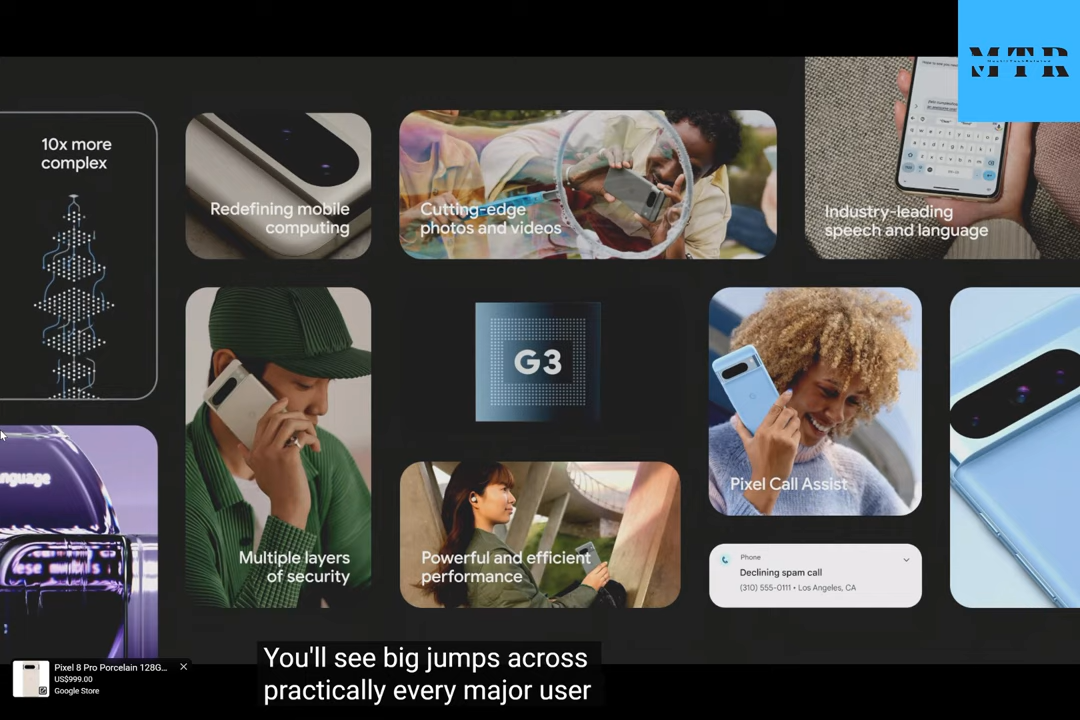 MTR
10x more
complex
Redefining mobile
computing
Cutting-edge
photos and videos
Industry-leading
speech and language
G3
Multiple layers
of security
Powerful and efficient
performance
Pixel Call Assist
Phone
Declining spam call
(310) 555-0111 • Los Angeles, CA
Pixel 8 Pro Porcelain 128G...
US$999.00
Google Store
You'll see big jumps across
practically every major user